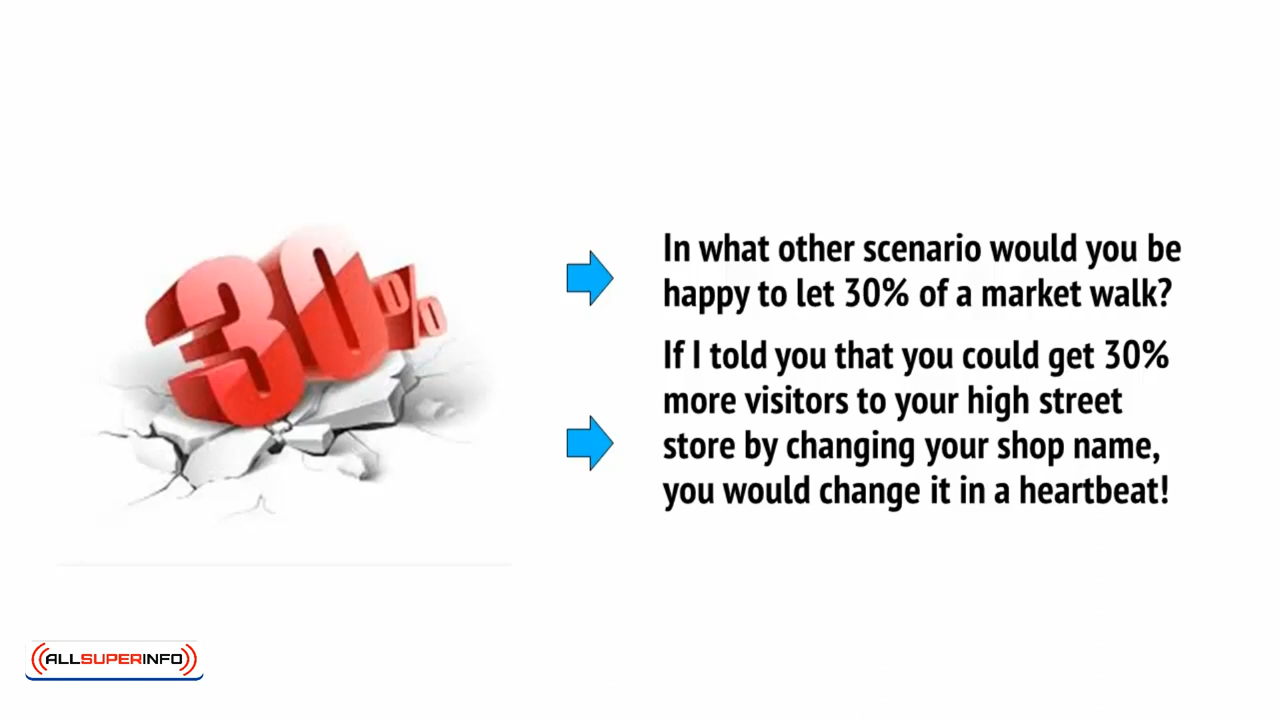 30%
In what other scenario would you be
happy to let 30% of a market walk?
If I told you that you could get 30%
more visitors to your high street
store by changing your shop name,
you would change it in a heartbeat!
ALLSUPERINFO